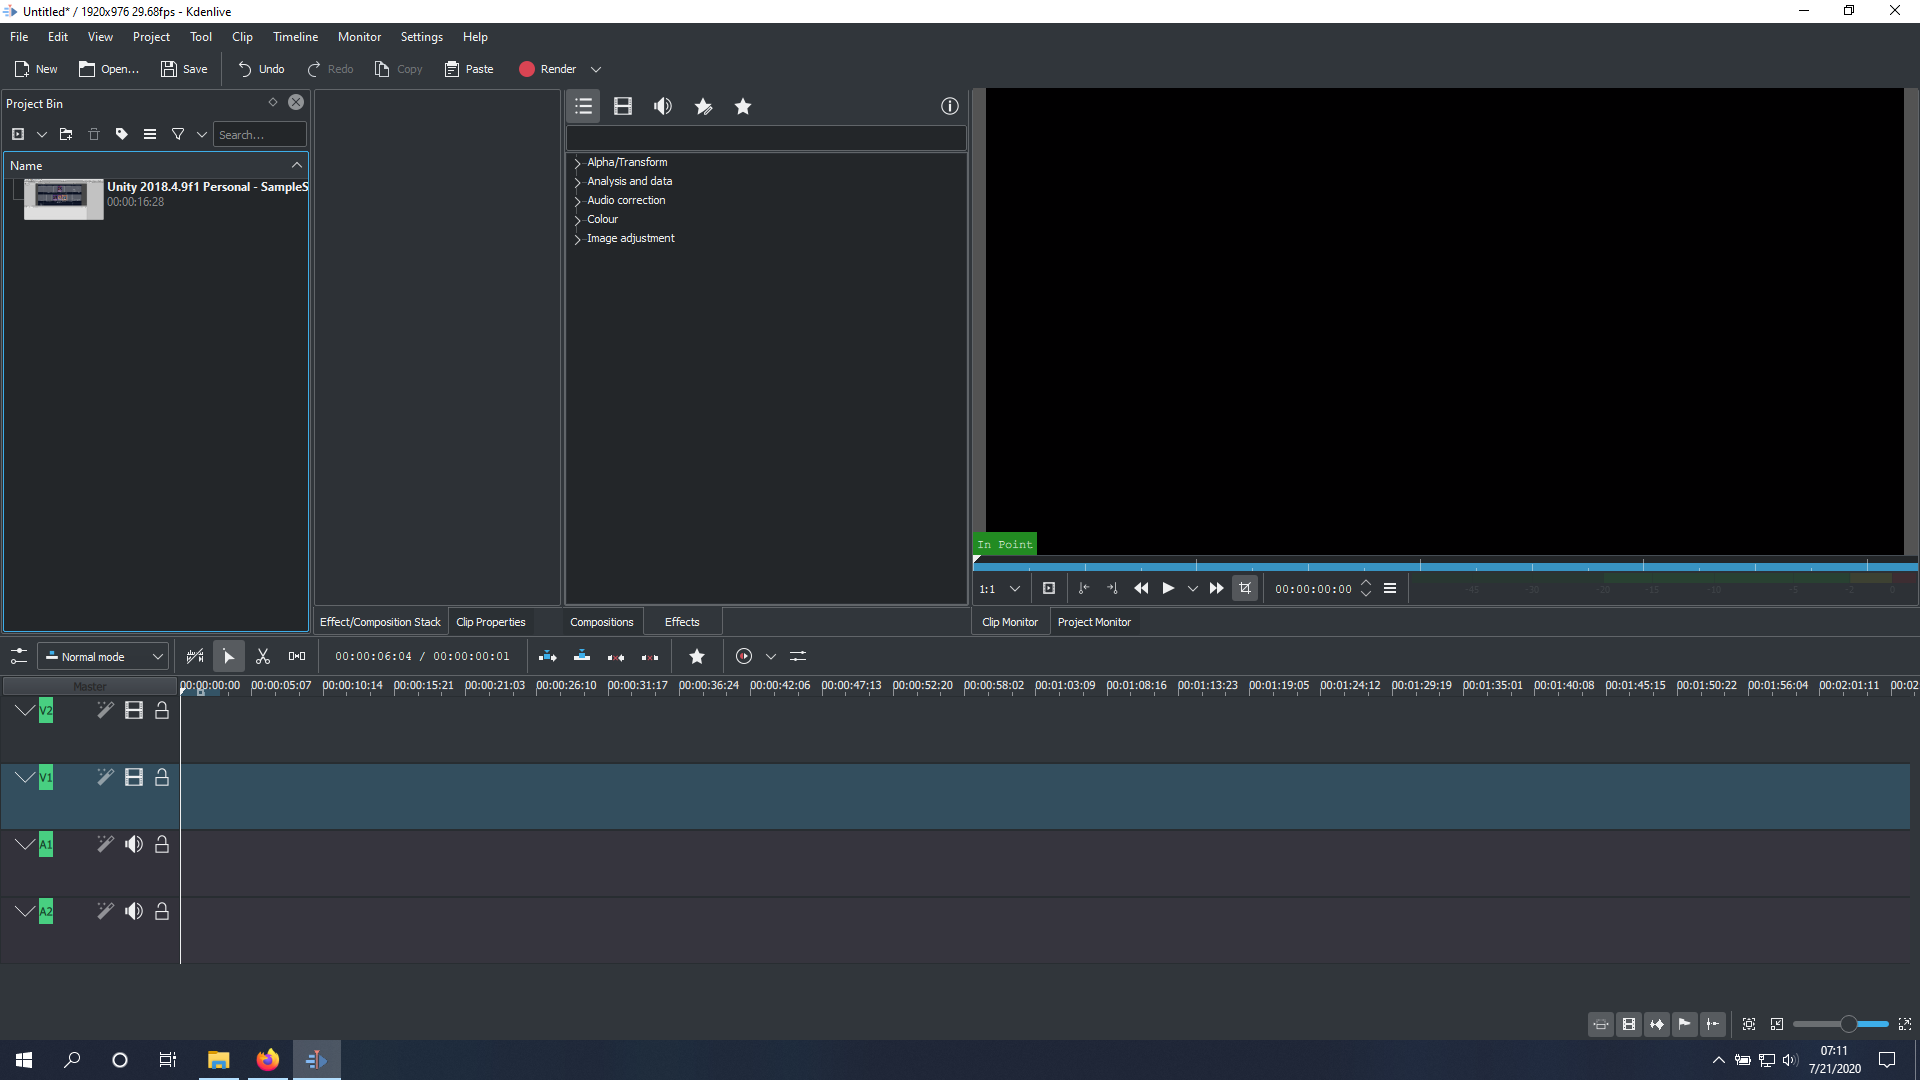 Untitled* / 1920x976 29.68fps - Kdenlive
File Edit View Project Tool Clip Timeline Monitor Settings Help
New Open... Save Undo Redo Copy Paste Render
Project Bin
Search...
Name
Unity 2018.4.9f1 Personal - SampleS
00:00:16:28
Alpha/Transform
Analysis and data
Audio correction
Colour
Image adjustment
In Point
1:1 00:00:00:00 -45 -30 -20 -15 -10 -5 -2 0
Effect/Composition Stack Clip Properties Compositions Effects Clip Monitor Project Monitor
Normal mode 00:00:06:04 / 00:00:00:01
Master 00:00:00:00 00:00:05:07 00:00:10:14 00:00:15:21 00:00:21:03 00:00:26:10 00:00:31:17 00:00:36:24 00:00:42:06 00:00:47:13 00:00:52:20 00:00:58:02 00:01:03:09 00:01:08:16 00:01:13:23 00:01:19:05 00:01:24:12 00:01:29:19 00:01:35:01 00:01:40:08 00:01:45:15 00:01:50:22 00:01:56:04 00:02:01:11 00:02
V2
V1
A1
A2
07:11
7/21/2020